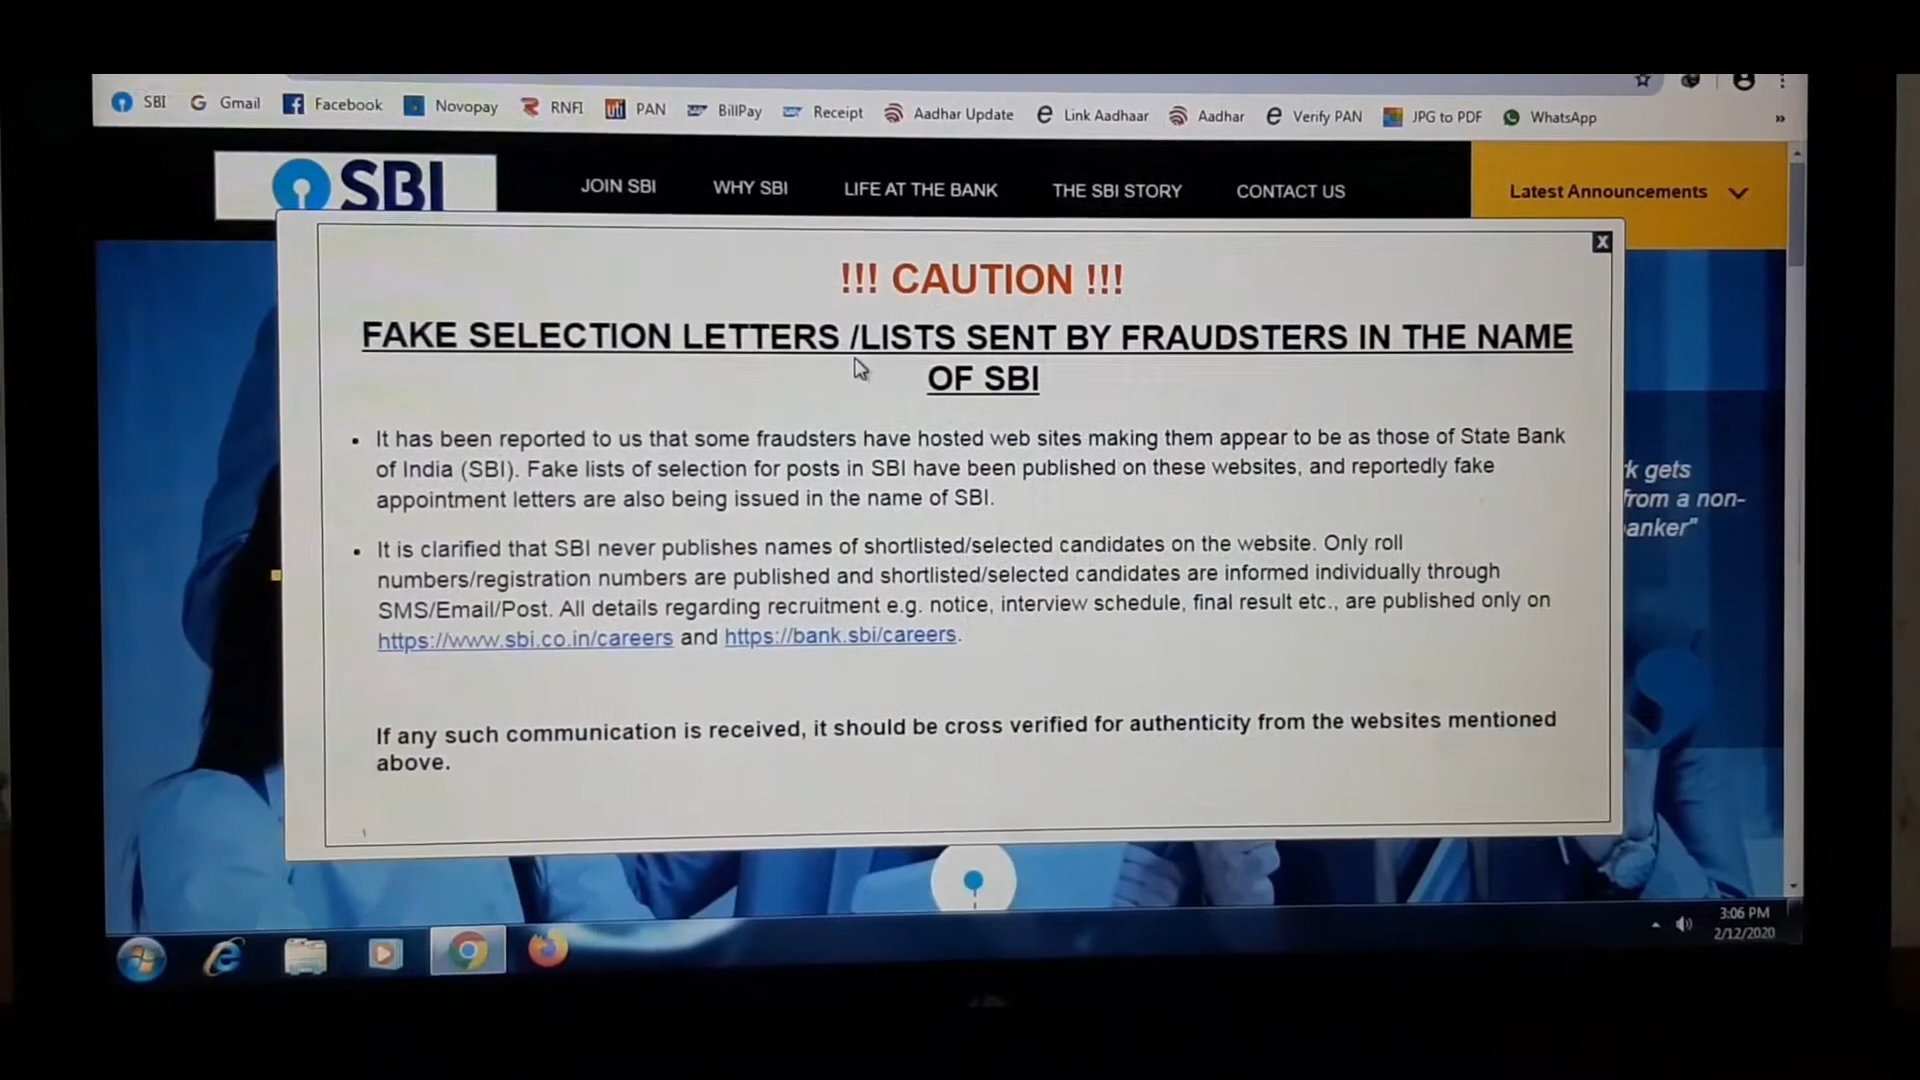 SBI Gmail Facebook Novopay RNFI uti PAN BillPay Receipt Aadhar Update Link Aadhaar Aadhar Verify PAN JPG to PDF WhatsApp »
SBI JOIN SBI WHY SBI LIFE AT THE BANK THE SBI STORY CONTACT US Latest Announcements
X
!!! CAUTION !!!
FAKE SELECTION LETTERS /LISTS SENT BY FRAUDSTERS IN THE NAME
OF SBI
• It has been reported to us that some fraudsters have hosted web sites making them appear to be as those of State Bank
of India (SBI). Fake lists of selection for posts in SBI have been published on these websites, and reportedly fake
appointment letters are also being issued in the name of SBI.
• It is clarified that SBI never publishes names of shortlisted/selected candidates on the website. Only roll
numbers/registration numbers are published and shortlisted/selected candidates are informed individually through
SMS/Email/Post. All details regarding recruitment e.g. notice, interview schedule, final result etc., are published only on
https://www.sbi.co.in/careers and https://bank.sbi/careers.
If any such communication is received, it should be cross verified for authenticity from the websites mentioned
above.
k gets
from a non-
anker"
3:06 PM
2/12/2020